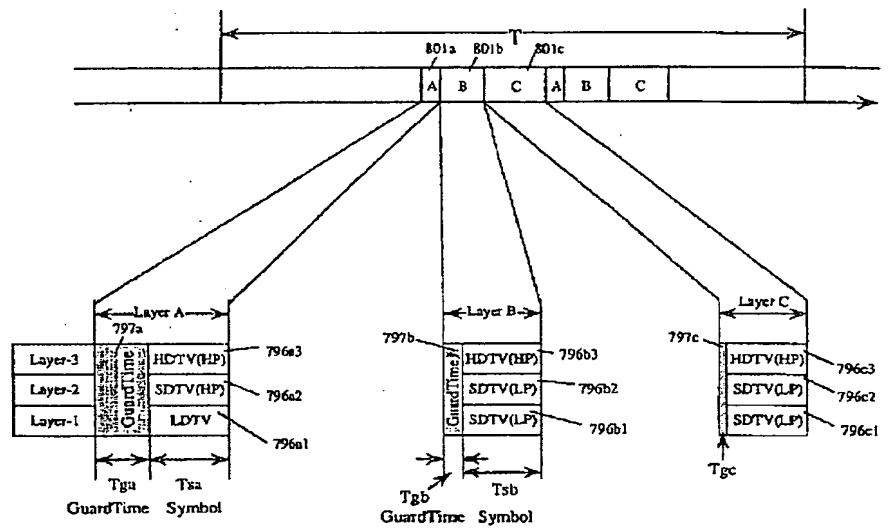 T
801a 801b 801c
A B C A B C
Layer A Layer B Layer C
797a 797b 797c
Layer-3 GuardTime HDTV(HP) 796a3 GuardTime HDTV(HP) 796b3 HDTV(HP) 796c3
Layer-2 SDTV(HP) 796a2 SDTV(LP) 796b2 SDTV(LP) 796c2
Layer-1 LDTV 796a1 SDTV(LP) 796b1 SDTV(LP) 796c1
Tga Tsa Tgb Tsb Tgc
GuardTime Symbol GuardTime Symbol